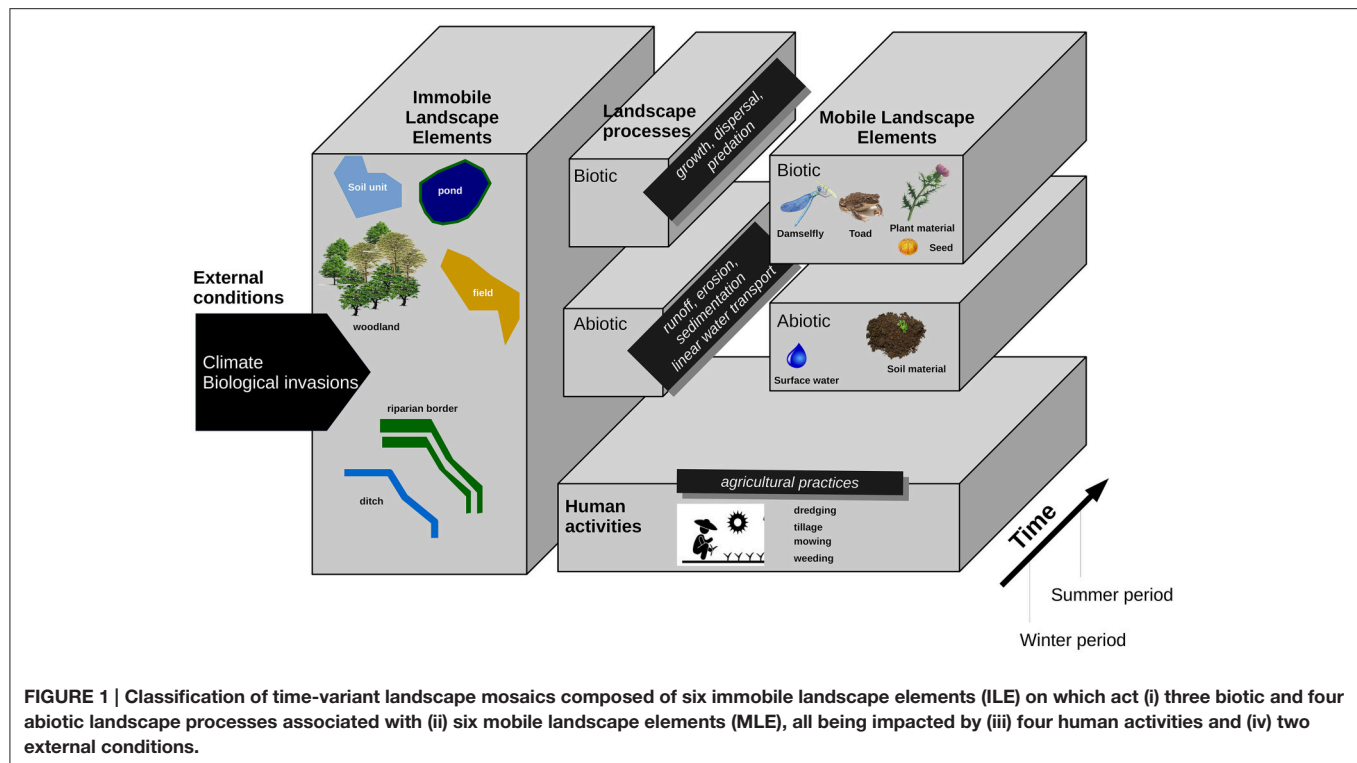 Immobile
Landscape
Elements
Soil unit
pond
woodland
field
riparian border
ditch
External
conditions
Climate
Biological invasions
Landscape
processes
Biotic
growth, dispersal,
predation
Abiotic
runoff, erosion,
sedimentation
linear water transport
Mobile Landscape
Elements
Biotic
Damselfly
Toad
Plant material
Seed
Abiotic
Surface water
Soil material
Human
activities
agricultural practices
dredging
tillage
mowing
weeding
Time
Summer period
Winter period
FIGURE 1 | Classification of time-variant landscape mosaics composed of six immobile landscape elements (ILE) on which act (i) three biotic and four
abiotic landscape processes associated with (ii) six mobile landscape elements (MLE), all being impacted by (iii) four human activities and (iv) two
external conditions.